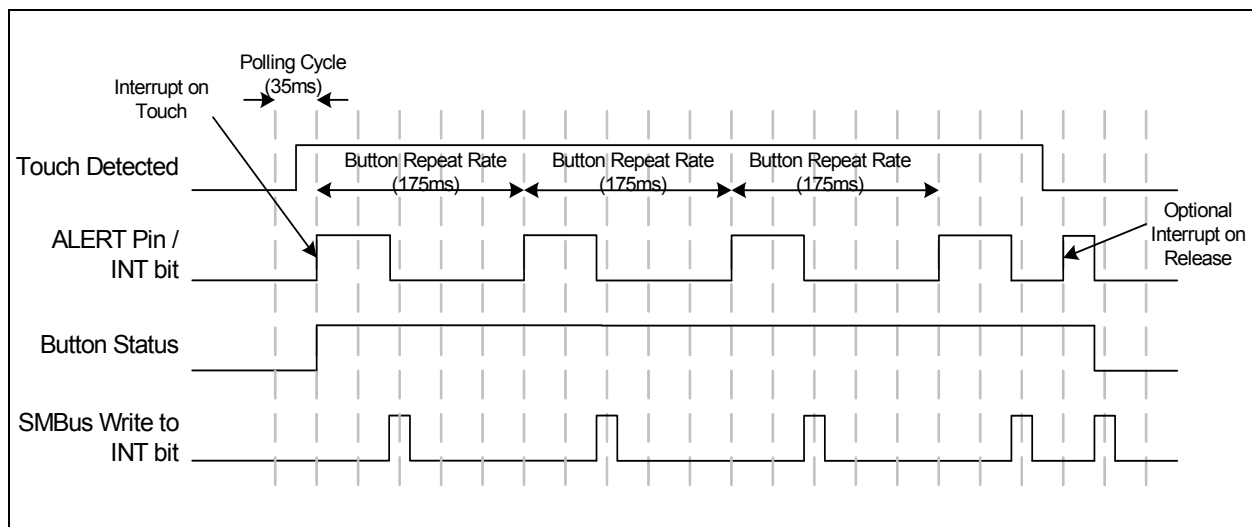 Polling Cycle
(35ms)
Interrupt on
Touch
Touch Detected
Button Repeat Rate
(175ms)
Button Repeat Rate
(175ms)
Button Repeat Rate
(175ms)
ALERT Pin /
INT bit
Optional
Interrupt on
Release
Button Status
SMBus Write to
INT bit